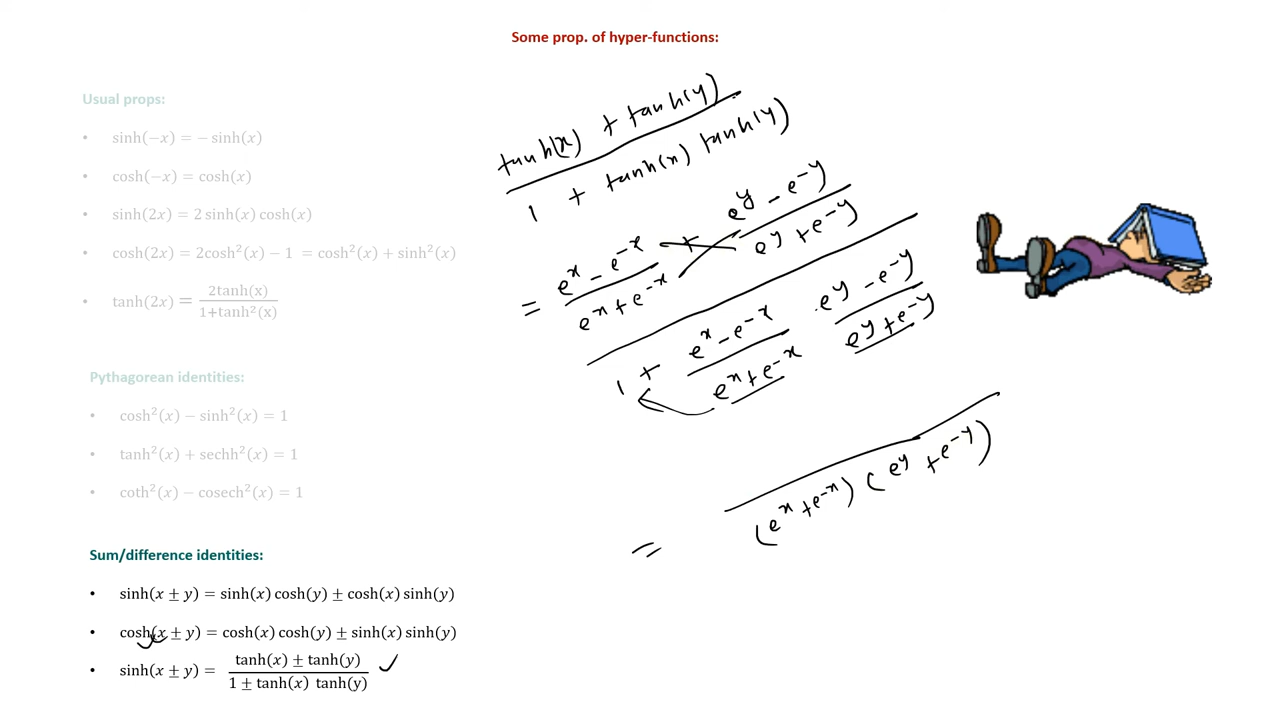 Some prop. of hyper-functions:
Usual props:
• sinh(−x) = − sinh(x)
• cosh(−x) = cosh(x)
• sinh(2x) = 2 sinh(x) cosh(x)
• cosh(2x) = 2cosh²(x) − 1 = cosh²(x) + sinh²(x)
• tanh(2x) = 2tanh(x) / 1+tanh²(x)
Pythagorean identities:
• cosh²(x) − sinh²(x) = 1
• tanh²(x) + sechh²(x) = 1
• coth²(x) − cosech²(x) = 1
Sum/difference identities:
• sinh(x ± y) = sinh(x) cosh(y) ± cosh(x) sinh(y)
• cosh(x ± y) = cosh(x) cosh(y) ± sinh(x) sinh(y)
• sinh(x ± y) = tanh(x) ± tanh(y) / 1 ± tanh(x) tanh(y) ✓
tanh(x) + tanh(y)
1 + tanh(x) tanh(y)
= e^x − e^−x / e^x + e^−x + e^y − e^−y / e^y + e^−y
1 + e^x − e^−x / e^x + e^−x . e^y − e^−y / e^y + e^−y
= (e^x + e^−x) (e^y + e^−y)